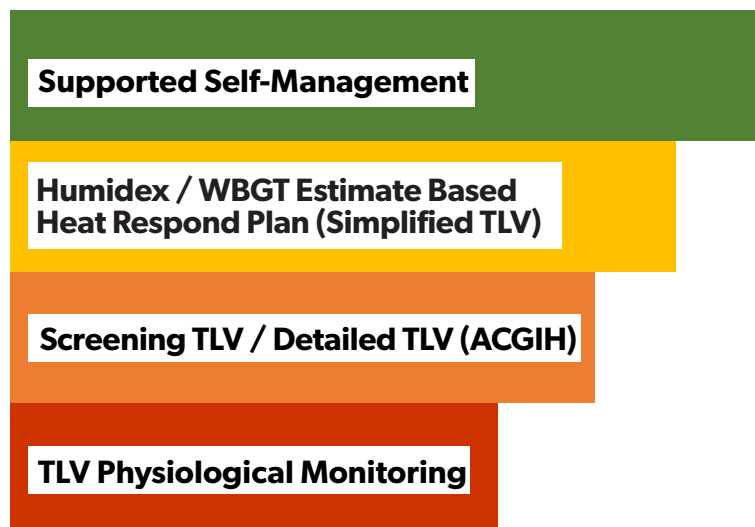 Supported Self-Management
Humidex / WBGT Estimate Based
Heat Respond Plan (Simplified TLV)
Screening TLV / Detailed TLV (ACGIH)
TLV Physiological Monitoring